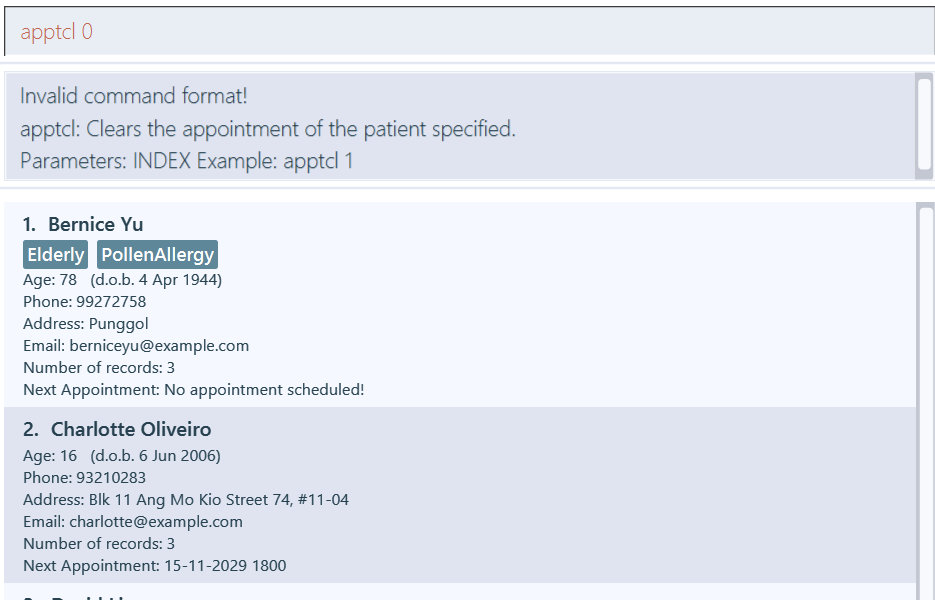 apptcl 0
Invalid command format!
apptcl: Clears the appointment of the patient specified.
Parameters: INDEX Example: apptcl 1
1. Bernice Yu
Elderly PollenAllergy
Age: 78 (d.o.b. 4 Apr 1944)
Phone: 99272758
Address: Punggol
Email: berniceyu@example.com
Number of records: 3
Next Appointment: No appointment scheduled!
2. Charlotte Oliveiro
Age: 16 (d.o.b. 6 Jun 2006)
Phone: 93210283
Address: Blk 11 Ang Mo Kio Street 74, #11-04
Email: charlotte@example.com
Number of records: 3
Next Appointment: 15-11-2029 1800